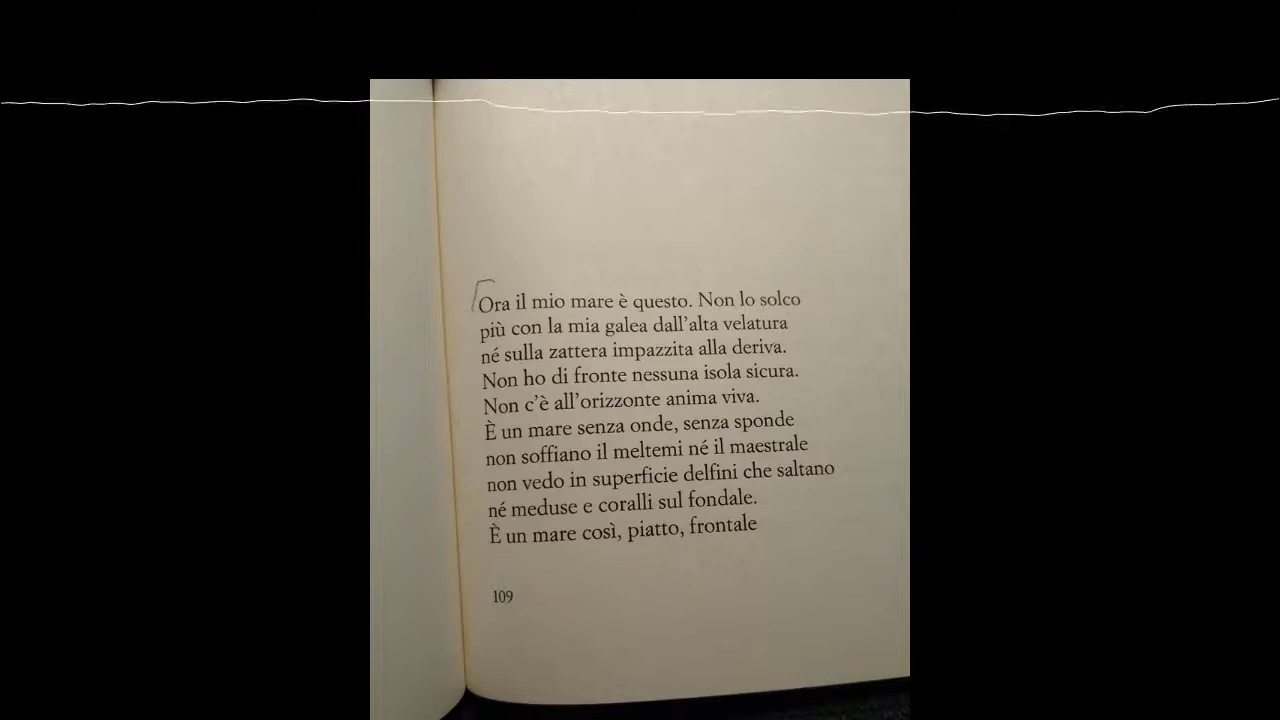 Ora il mio mare è questo. Non lo solco
più con la mia galea dall'alta velatura
né sulla zattera impazzita alla deriva.
Non ho di fronte nessuna isola sicura.
Non c'è all'orizzonte anima viva.
È un mare senza onde, senza sponde
non soffiano il meltemi né il maestrale
non vedo in superficie delfini che saltano
né meduse e coralli sul fondale.
È un mare così, piatto, frontale
109